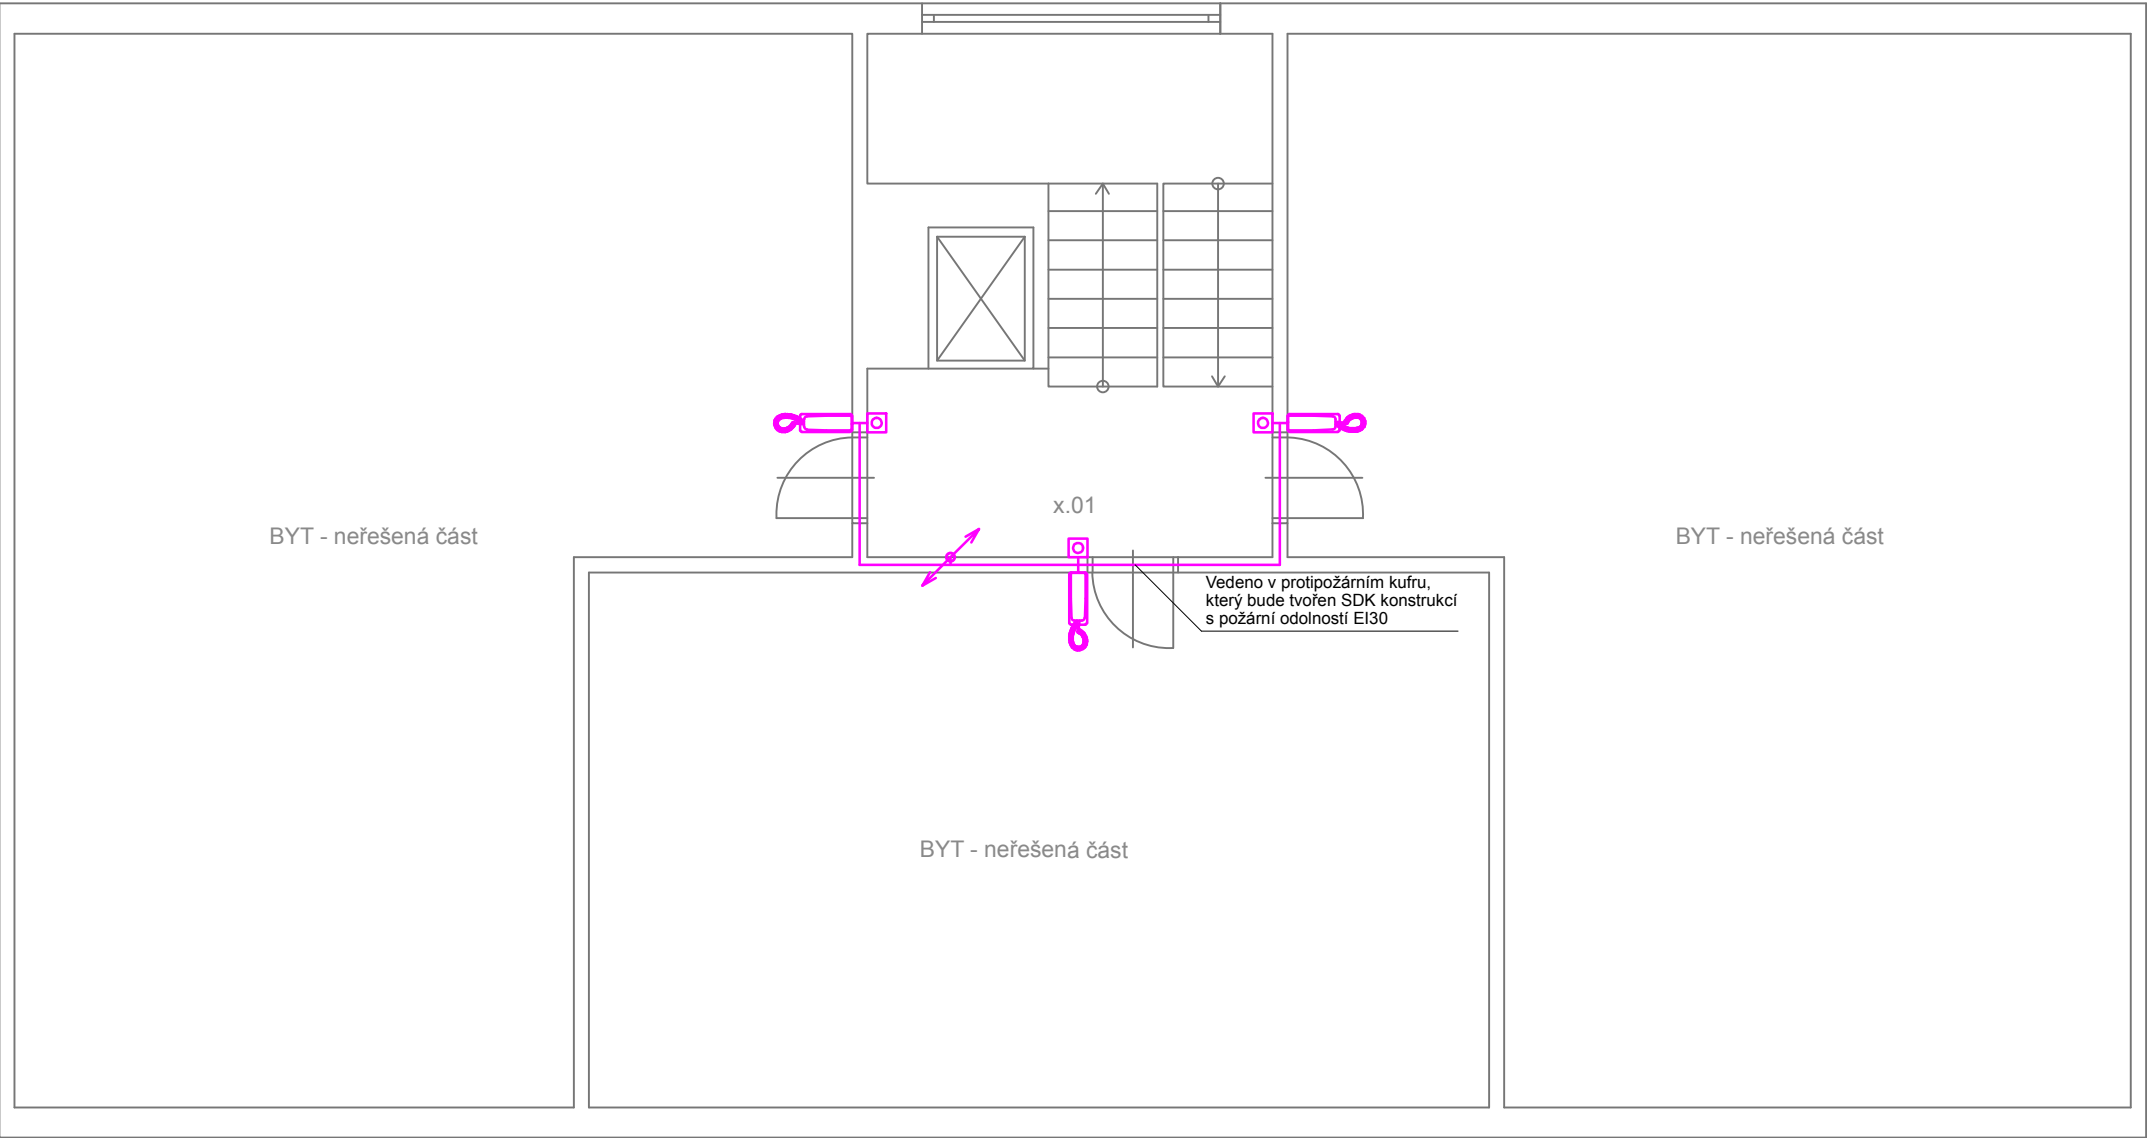 x.01
BYT - neřešená část
BYT - neřešená část
Vedeno v protipožárním kufru,
který bude tvořen SDK konstrukcí
s požární odolností EI30
BYT - neřešená část